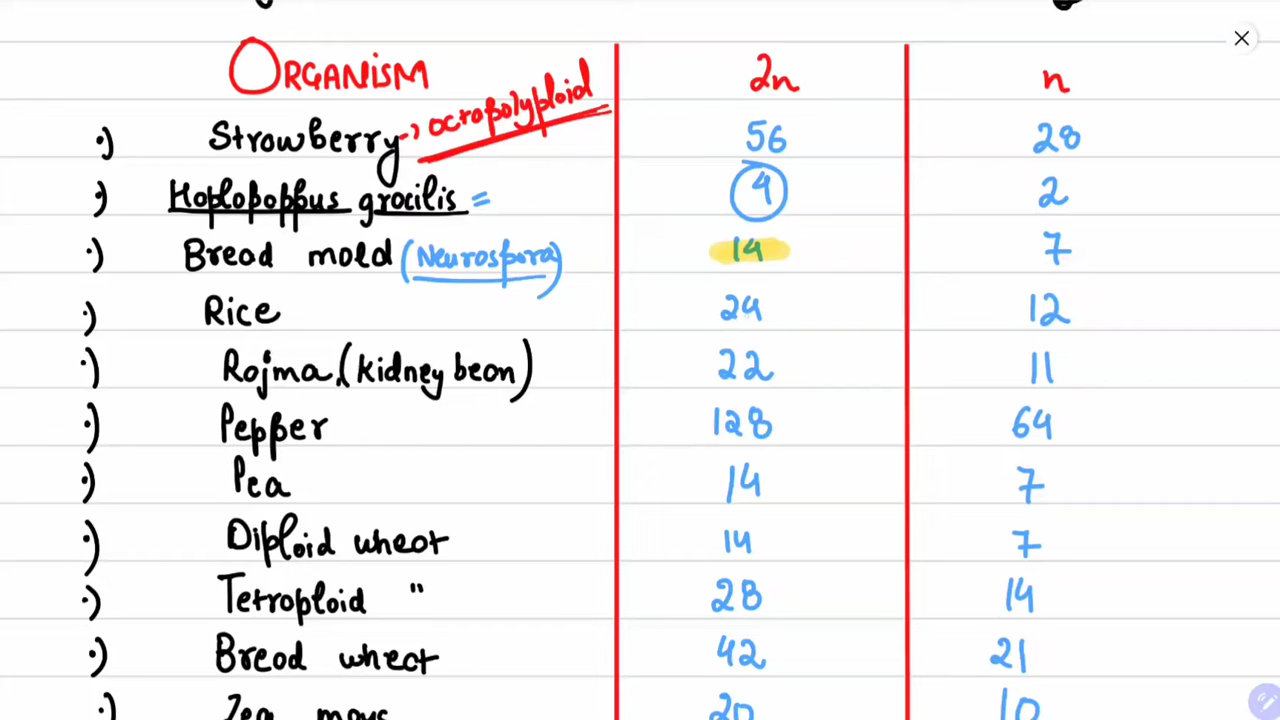 ORGANISM 2n n
•) Strowberry → octopolyploid 56 28
•) Hoplopoppus grocilis = 4 2
•) Breod mold (Neurospora) 14 7
•) Rice 24 12
•) Rojma (kidney beon) 22 11
•) Pepper 128 64
•) Pea 14 7
•) Diploid wheot 14 7
•) Tetroploid " 28 14
•) Breod wheot 42 21
•) Zea mays 20 10